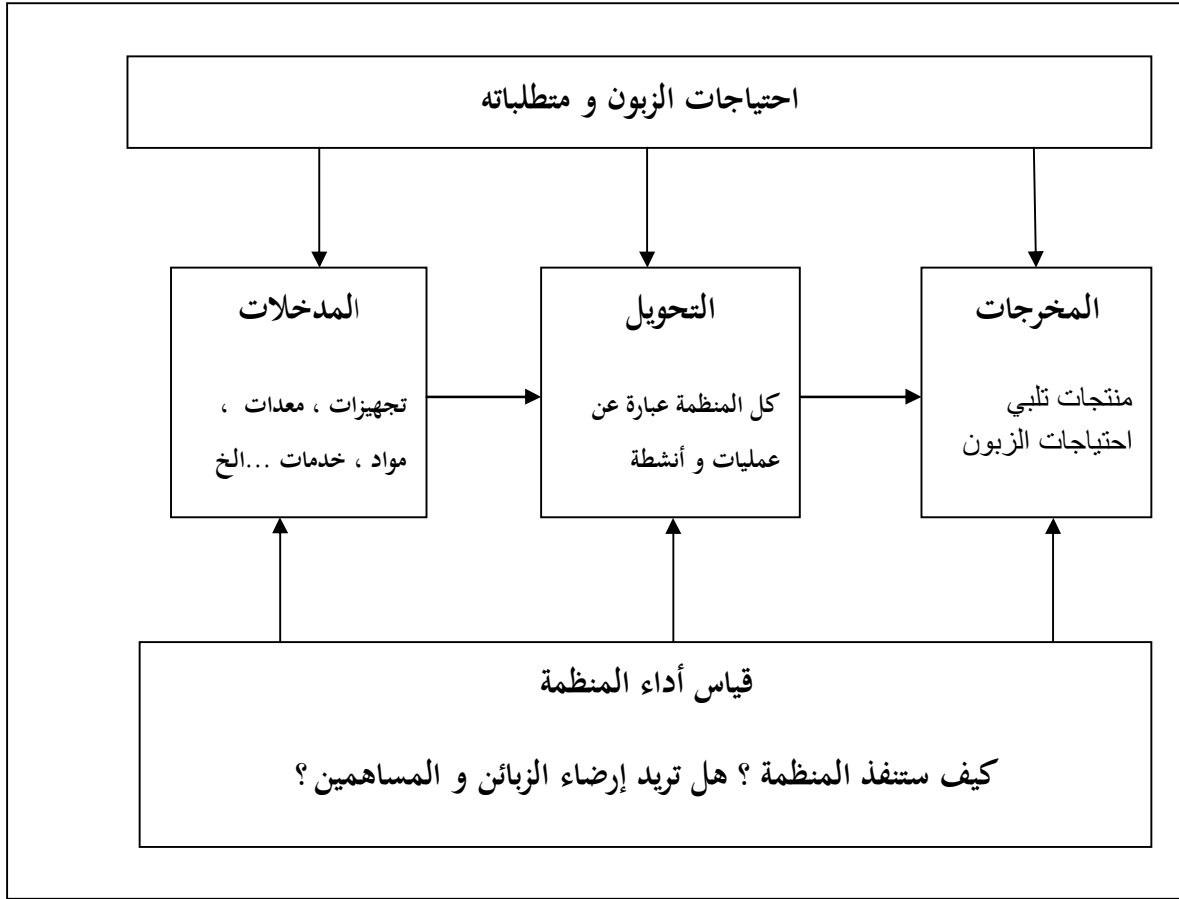 احتياجات الزبون و متطلباته
المدخلات
تجهيزات ، معدات ،
مواد ، خدمات ...الخ
التحويل
كل المنظمة عبارة عن
عمليات و أنشطة
المخرجات
منتجات تلبي
احتياجات الزبون
قياس أداء المنظمة
كيف ستنفذ المنظمة ؟ هل تريد إرضاء الزبائن و المساهمين ؟